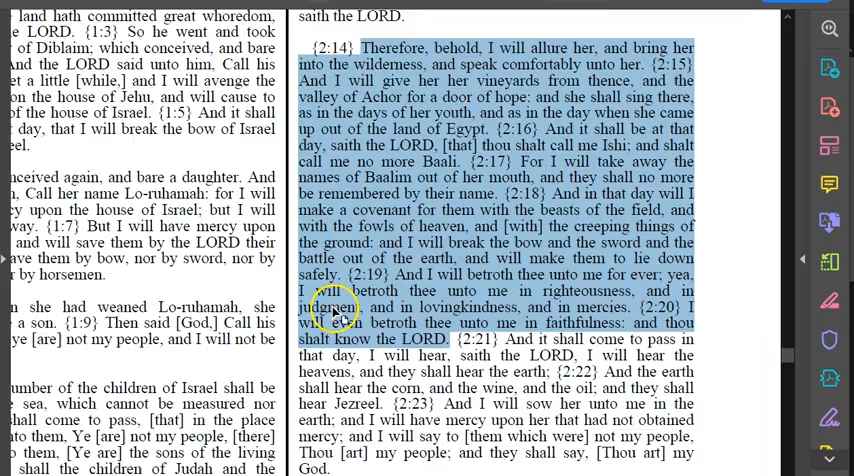 land hath committed great whoredom,
LORD. {1:3} So he went and took
of Diblaim; which conceived, and bare
And the LORD said unto him, Call his
a little [while,] and I will avenge the
on the house of Jehu, and will cause to
of the house of Israel. {1:5} And it shall
day, that I will break the bow of Israel
conceived again, and bare a daughter. And
Call her name Lo-ruhamah: for I will
upon the house of Israel; but I will
way. {1:7} But I will have mercy upon
and will save them by the LORD their
save them by bow, nor by sword, nor by
by horsemen.
she had weaned Lo-ruhamah, she
a son. {1:9} Then said [God,] Call his
ye [are] not my people, and I will not be
number of the children of Israel shall be
sea, which cannot be measured nor
shall come to pass, [that] in the place
unto them, Ye [are] not my people, [there]
them, [Ye are] the sons of the living
shall the children of Judah and the
saith the LORD.
{2:14} Therefore, behold, I will allure her, and bring her
into the wilderness, and speak comfortably unto her. {2:15}
And I will give her her vineyards from thence, and the
valley of Achor for a door of hope: and she shall sing there,
as in the days of her youth, and as in the day when she came
up out of the land of Egypt. {2:16} And it shall be at that
day, saith the LORD, [that] thou shalt call me Ishi; and shalt
call me no more Baali. {2:17} For I will take away the
names of Baalim out of her mouth, and they shall no more
be remembered by their name. {2:18} And in that day will I
make a covenant for them with the beasts of the field, and
with the fowls of heaven, and [with] the creeping things of
the ground: and I will break the bow and the sword and the
battle out of the earth, and will make them to lie down
safely. {2:19} And I will betroth thee unto me for ever; yea,
I will betroth thee unto me in righteousness, and in
judgment, and in lovingkindness, and in mercies. {2:20} I
will even betroth thee unto me in faithfulness: and thou
shalt know the LORD. {2:21} And it shall come to pass in
that day, I will hear, saith the LORD, I will hear the
heavens, and they shall hear the earth; {2:22} And the earth
shall hear the corn, and the wine, and the oil; and they shall
hear Jezreel. {2:23} And I will sow her unto me in the
earth; and I will have mercy upon her that had not obtained
mercy; and I will say to [them which were] not my people,
Thou [art] my people; and they shall say, [Thou art] my
God.